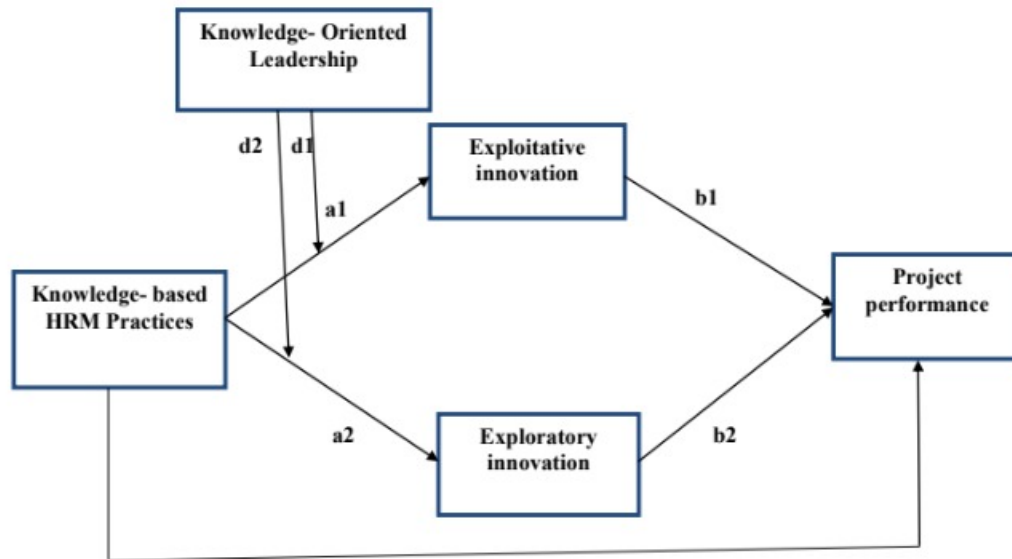 Knowledge- Oriented
Leadership
d2
d1
Exploitative
innovation
a1
b1
Knowledge- based
HRM Practices
Project
performance
a2
Exploratory
innovation
b2